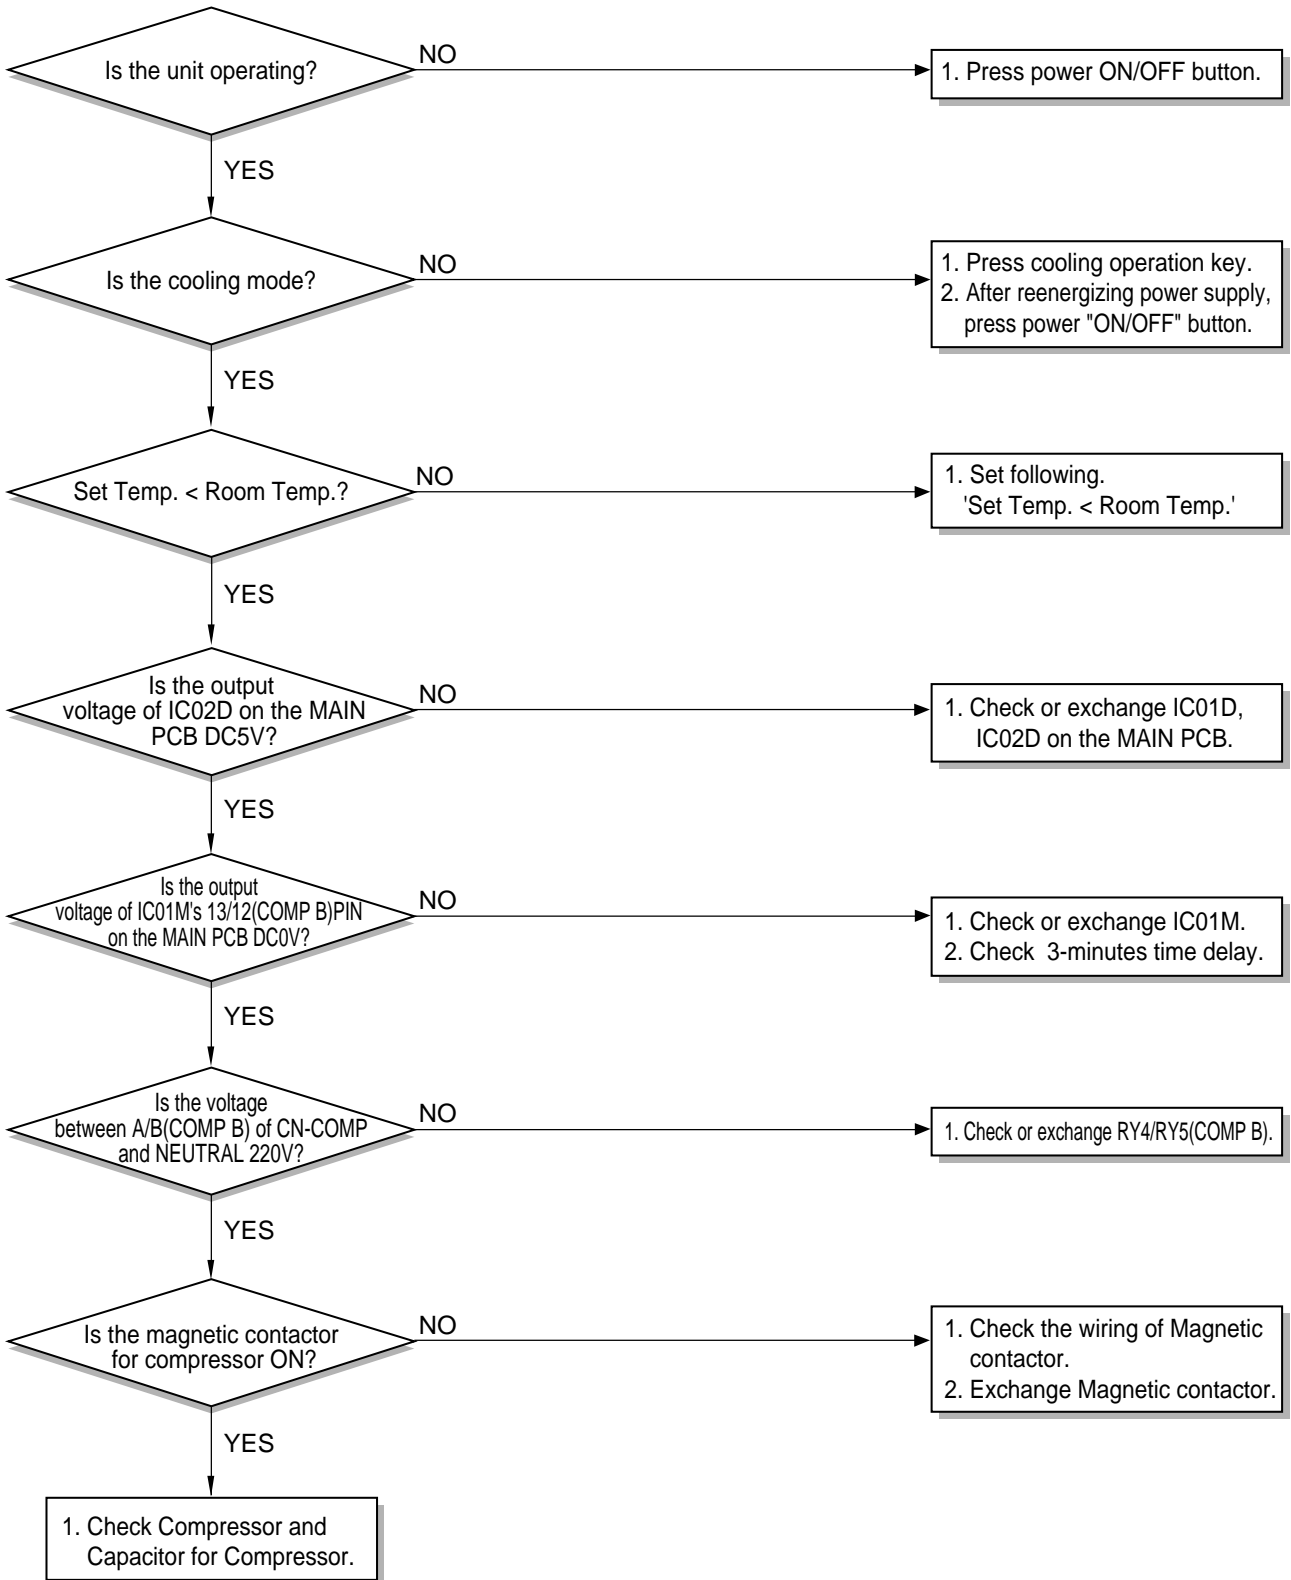 Is the unit operating?
NO
1. Press power ON/OFF button.
YES
Is the cooling mode?
NO
1. Press cooling operation key.
2. After reenergizing power supply,
press power "ON/OFF" button.
YES
Set Temp. < Room Temp.?
NO
1. Set following.
'Set Temp. < Room Temp.'
YES
Is the output
voltage of IC02D on the MAIN
PCB DC5V?
NO
1. Check or exchange IC01D,
IC02D on the MAIN PCB.
YES
Is the output
voltage of IC01M's 13/12(COMP B)PIN
on the MAIN PCB DC0V?
NO
1. Check or exchange IC01M.
2. Check  3-minutes time delay.
YES
Is the voltage
between A/B(COMP B) of CN-COMP
and NEUTRAL 220V?
NO
1. Check or exchange RY4/RY5(COMP B).
YES
Is the magnetic contactor
for compressor ON?
NO
1. Check the wiring of Magnetic
contactor.
2. Exchange Magnetic contactor.
YES
1. Check Compressor and
Capacitor for Compressor.